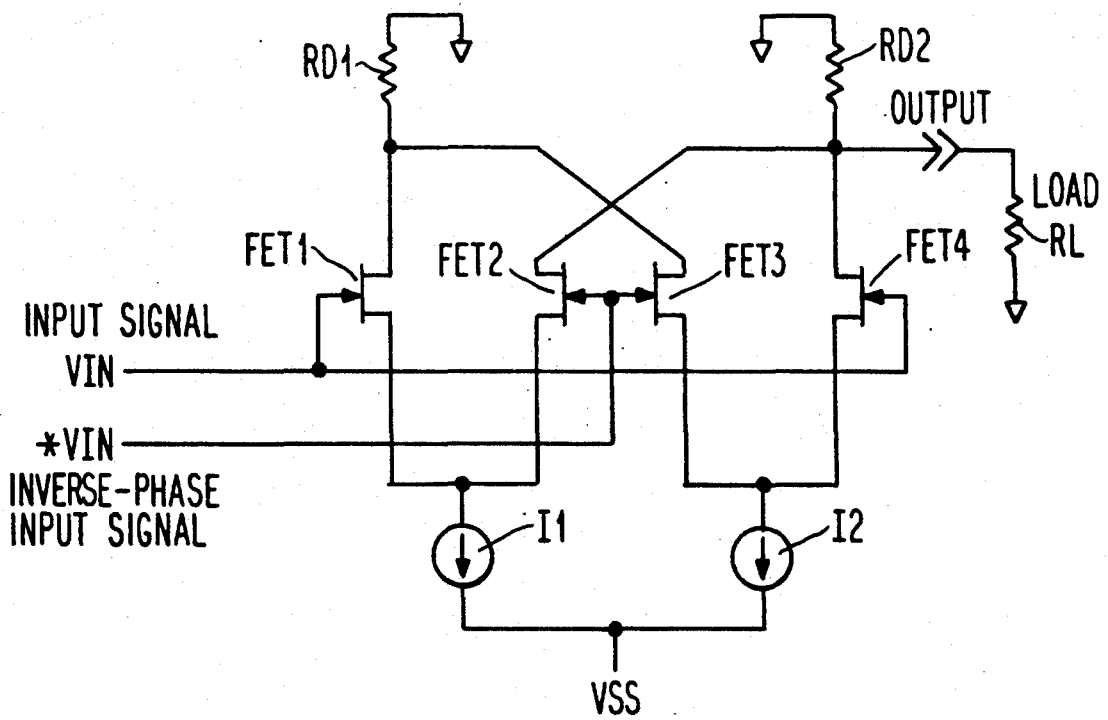 RD1
RD2
OUTPUT
LOAD
RL
FET1
FET2
FET3
FET4
INPUT SIGNAL
VIN
*VIN
INVERSE-PHASE
INPUT SIGNAL
I1
I2
VSS